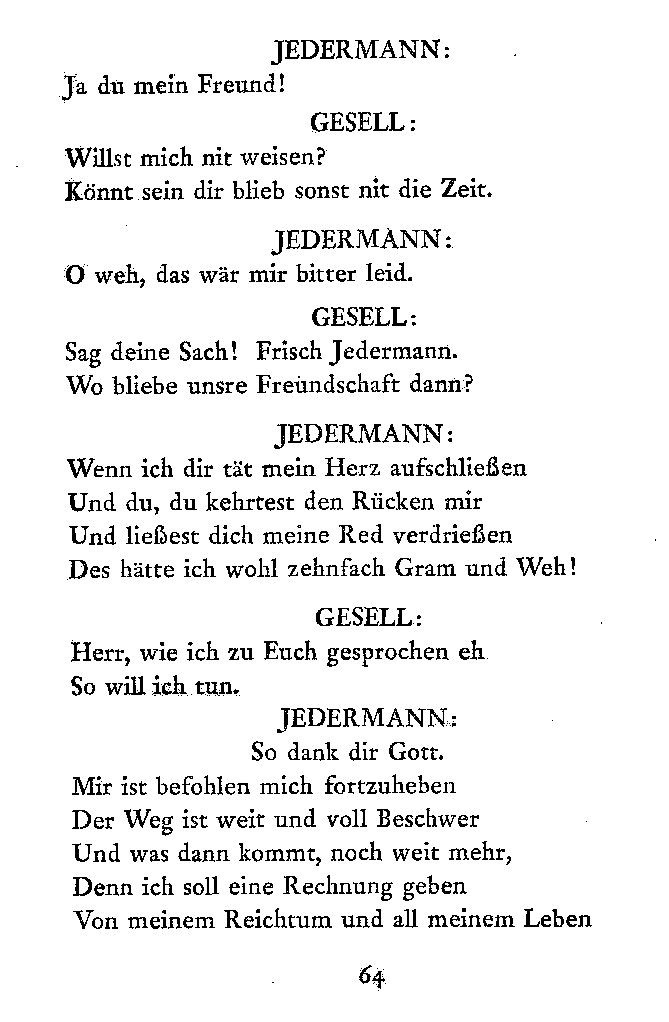 JEDERMANN:
Ja du mein Freund!
GESELL:
Willst mich nit weisen?
Könnt sein dir blieb sonst nit die Zeit.
JEDERMANN:
O weh, das wär mir bitter leid.
GESELL:
Sag deine Sach! Frisch Jedermann.
Wo bliebe unsre Freundschaft dann?
JEDERMANN:
Wenn ich dir tät mein Herz aufschließen
Und du, du kehrtest den Rücken mir
Und ließest dich meine Red verdrießen
Des hätte ich wohl zehnfach Gram und Weh!
GESELL:
Herr, wie ich zu Euch gesprochen eh
So will ich tun.
JEDERMANN:
So dank dir Gott.
Mir ist befohlen mich fortzuheben
Der Weg ist weit und voll Beschwer
Und was dann kommt, noch weit mehr,
Denn ich soll eine Rechnung geben
Von meinem Reichtum und all meinem Leben
64